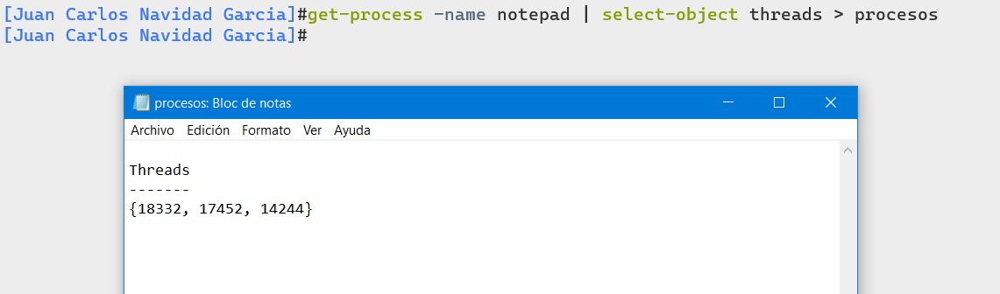 [Juan Carlos Navidad Garcia]#get-process -name notepad | select-object threads > procesos
[Juan Carlos Navidad Garcia]#
procesos: Bloc de notas
Archivo Edición Formato Ver Ayuda
Threads
-------
{18332, 17452, 14244}